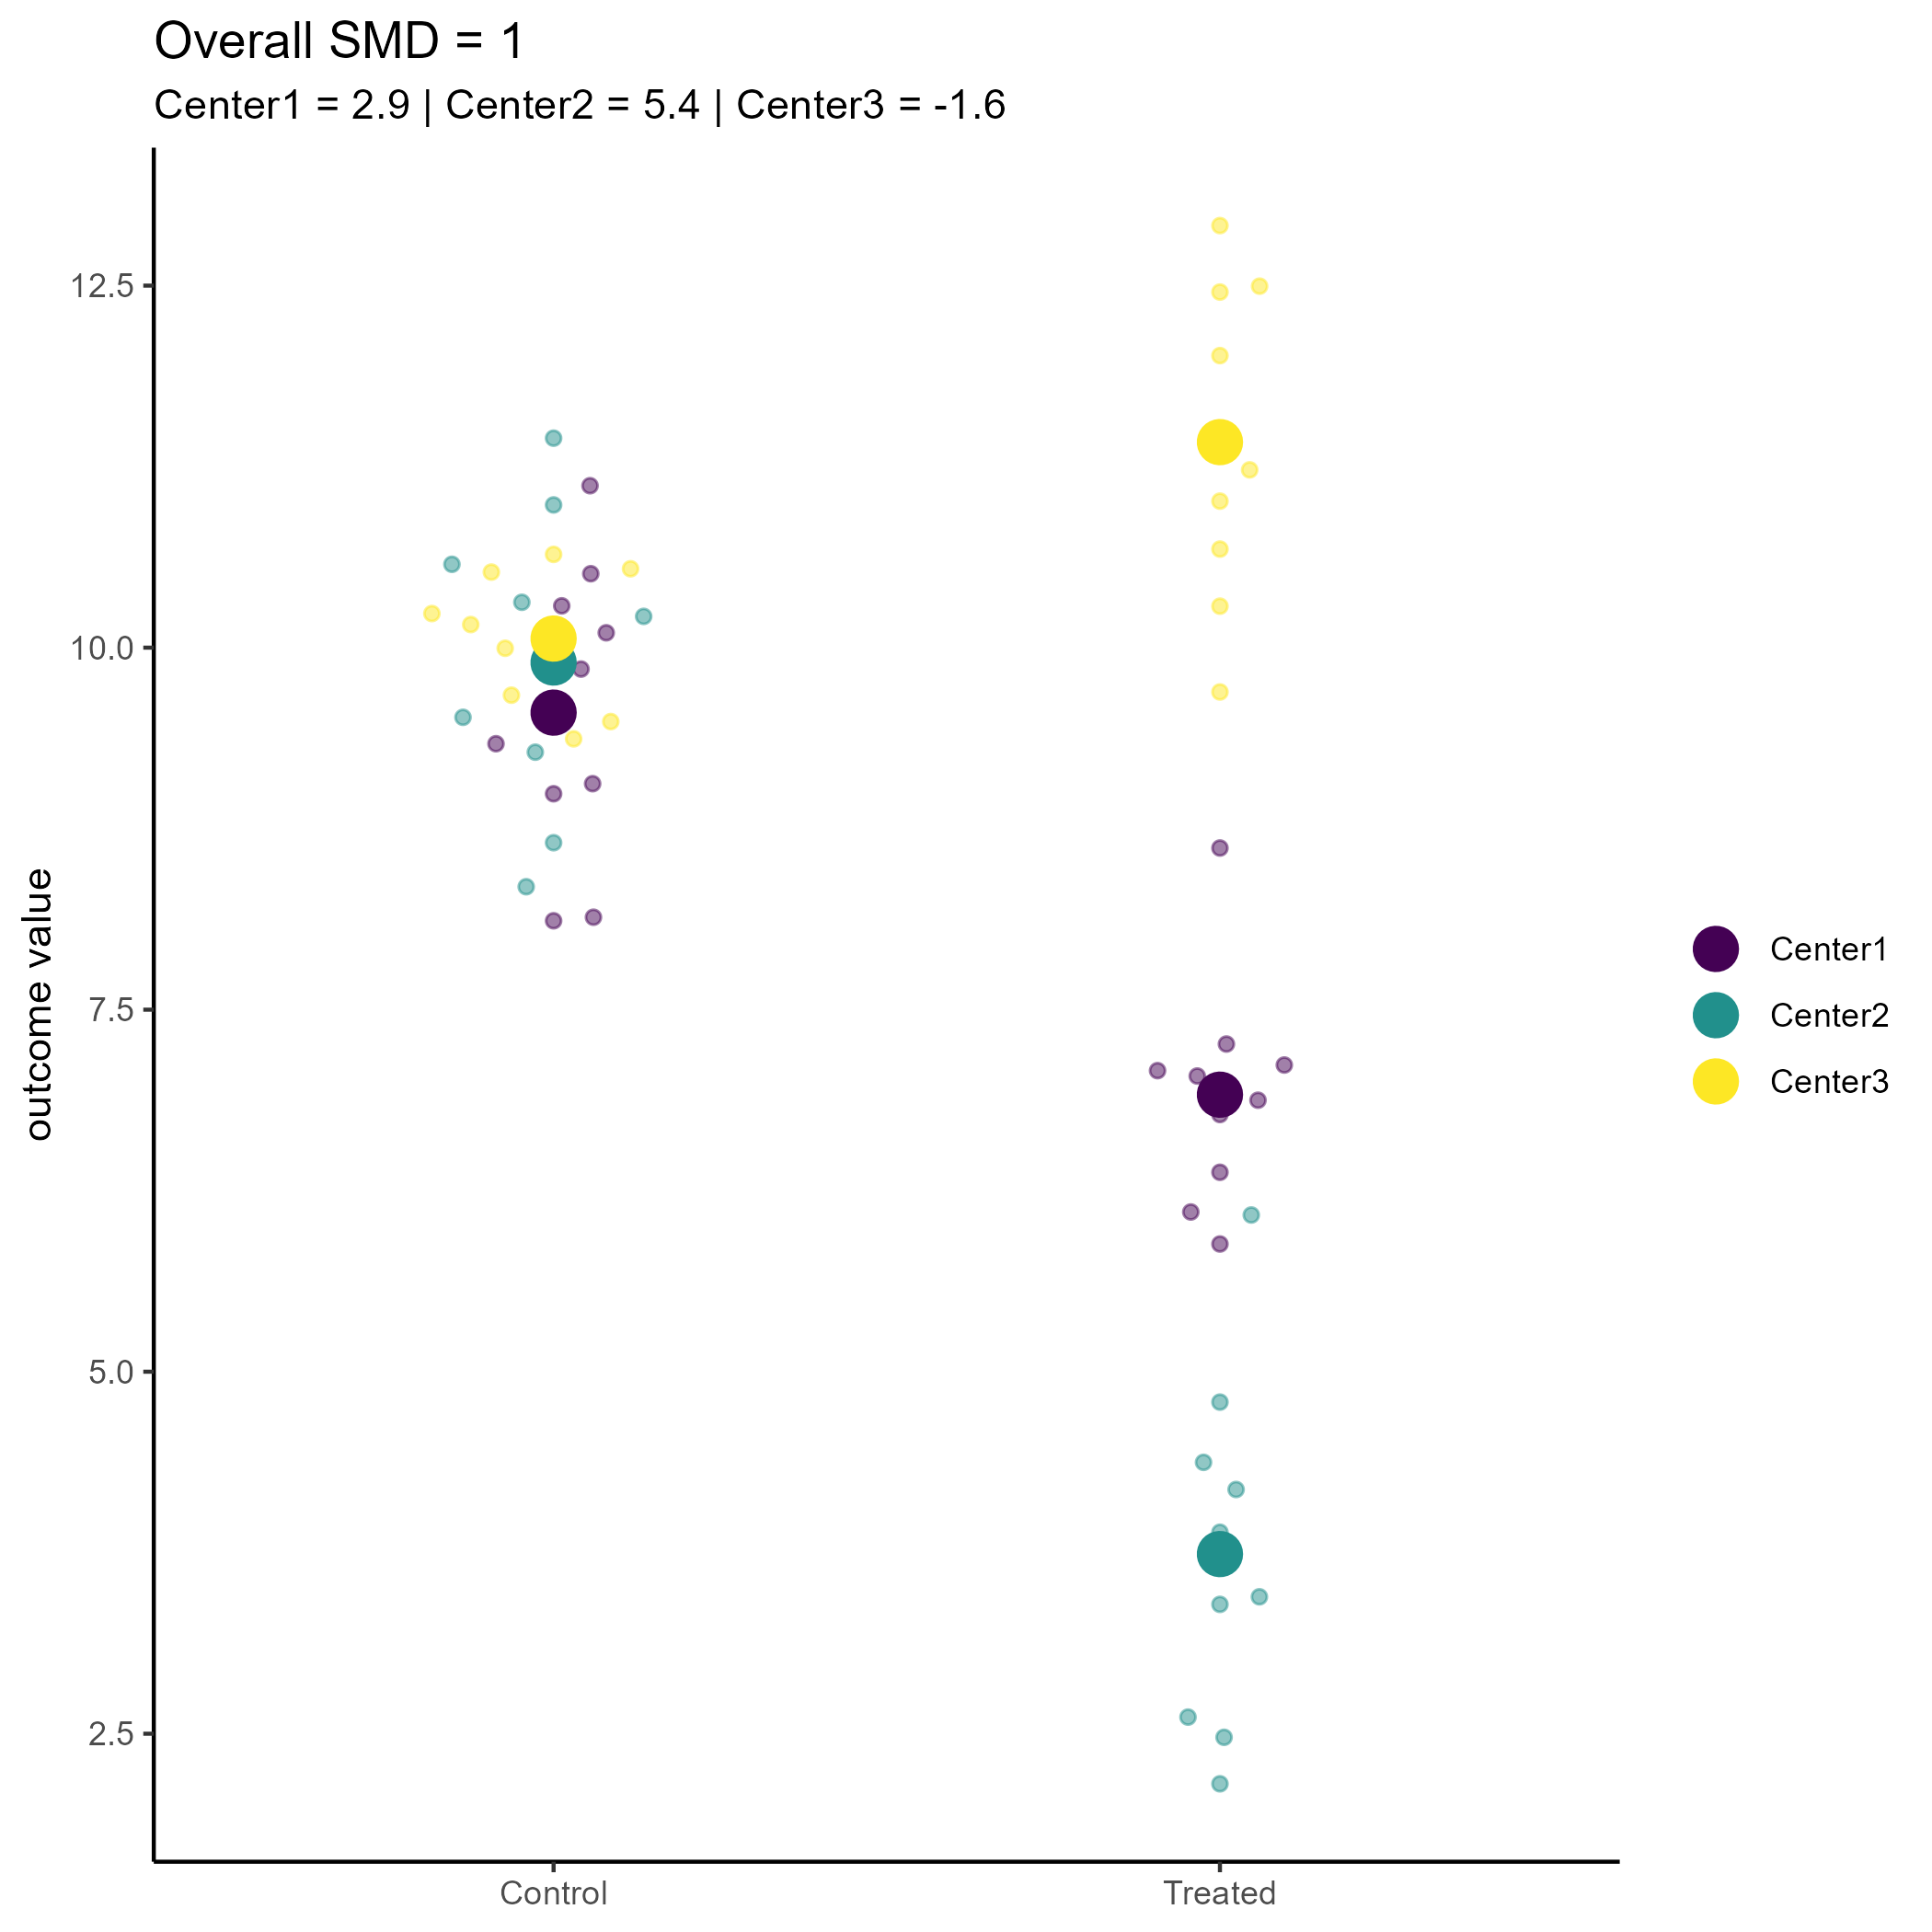 Overall SMD = 1
Center1 = 2.9 | Center2 = 5.4 | Center3 = -1.6
12.5
10.0
7.5
5.0
2.5
outcome value
Control
Treated
Center1
Center2
Center3